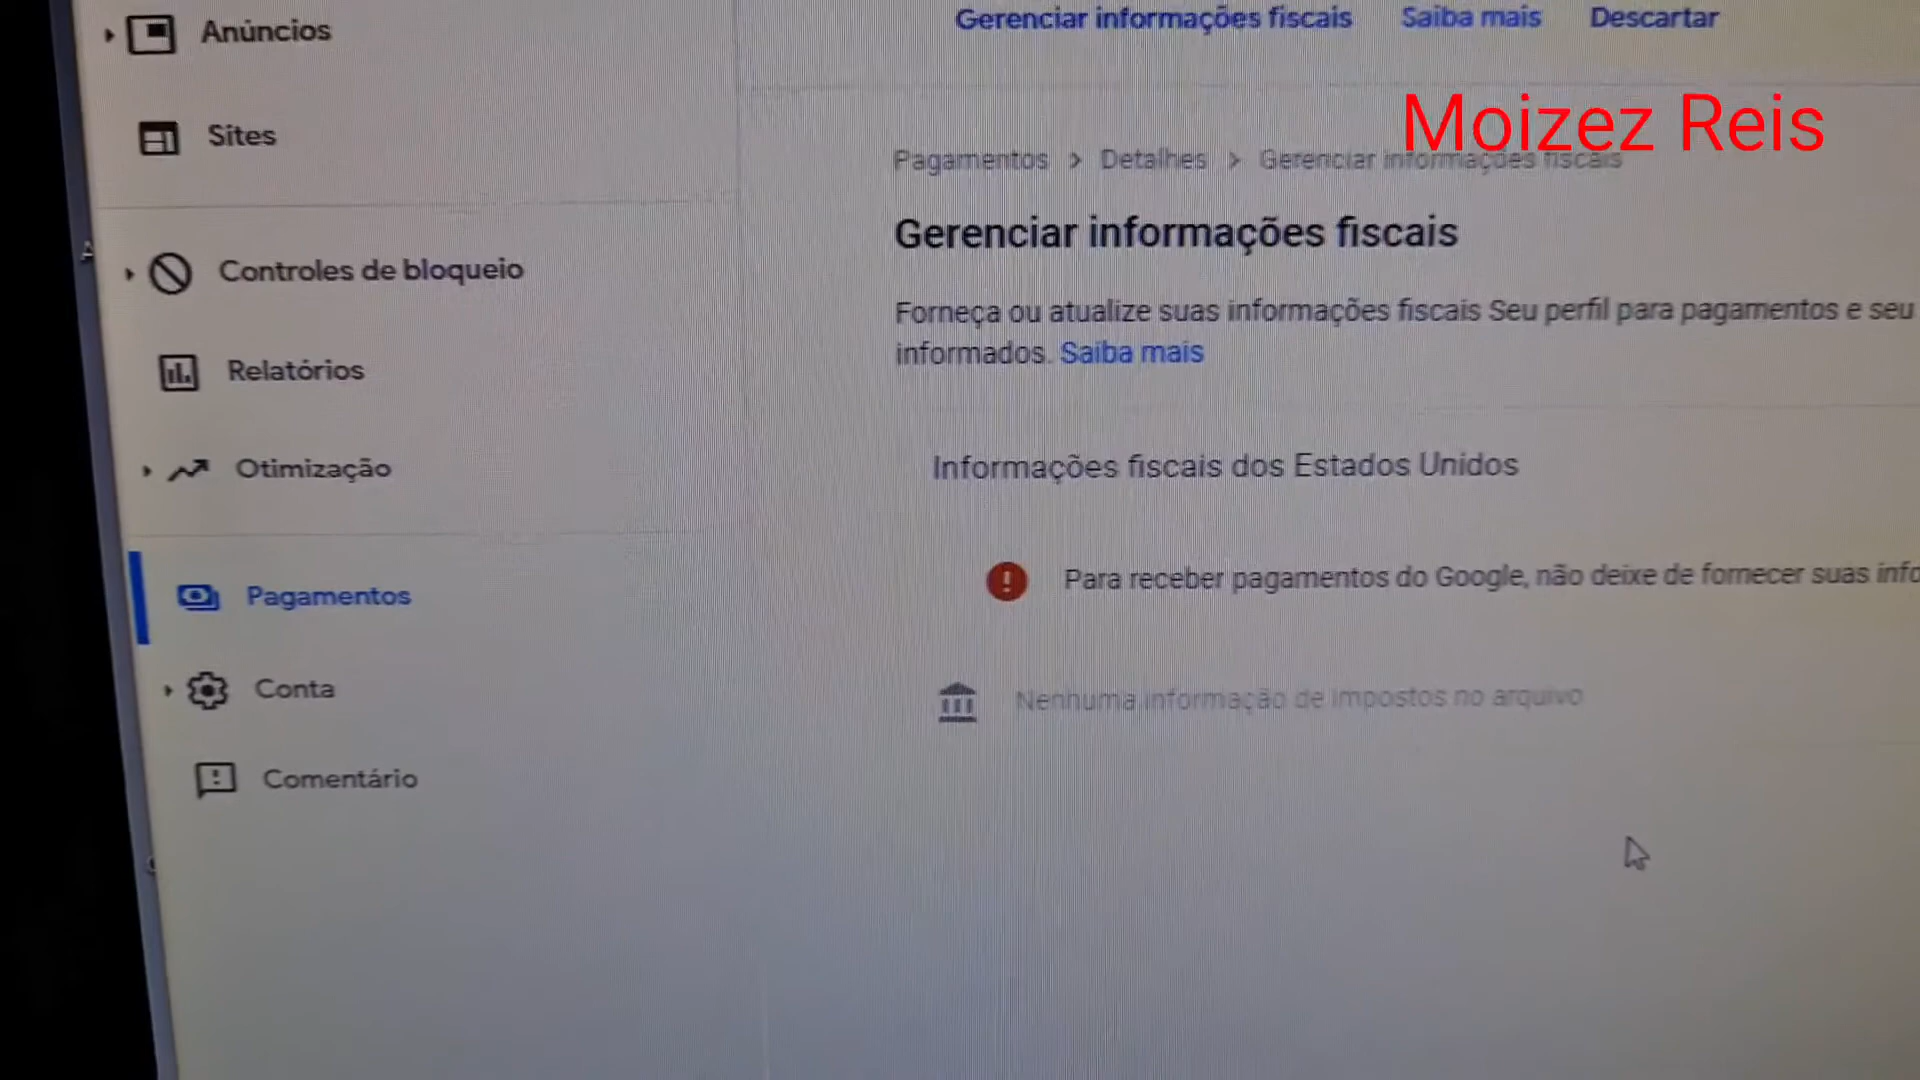 Anúncios
Gerenciar informações fiscais Saiba mais Descartar
Moizez Reis
Sites
Pagamentos > Detalhes > Gerenciar informações fiscais
Gerenciar informações fiscais
Controles de bloqueio
Forneça ou atualize suas informações fiscais Seu perfil para pagamentos e seu
informados. Saiba mais
Relatórios
Otimização
Informações fiscais dos Estados Unidos
Para receber pagamentos do Google, não deixe de fornecer suas info
Pagamentos
Conta
Nenhuma informação de impostos no arquivo
Comentário